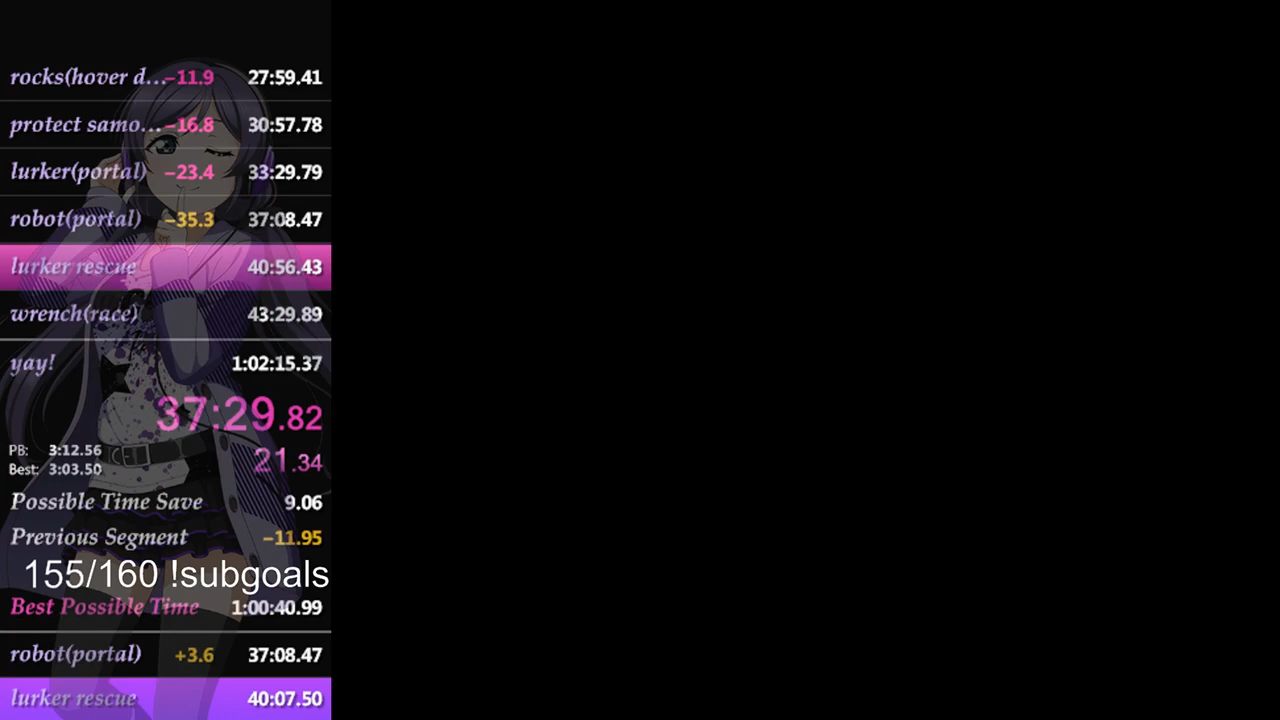 rocks(hover d... −11.9 27:59.41
protect samo... −16.8 30:57.78
lurker(portal) −23.4 33:29.79
robot(portal) −35.3 37:08.47
lurker rescue 40:56.43
wrench(race) 43:29.89
yay! 1:02:15.37
37:29.82
PB: 3:12.56
Best: 3:03.50
21.34
Possible Time Save 9.06
Previous Segment −11.95
155/160 !subgoals
Best Possible Time 1:00:40.99
robot(portal) +3.6 37:08.47
lurker rescue 40:07.50